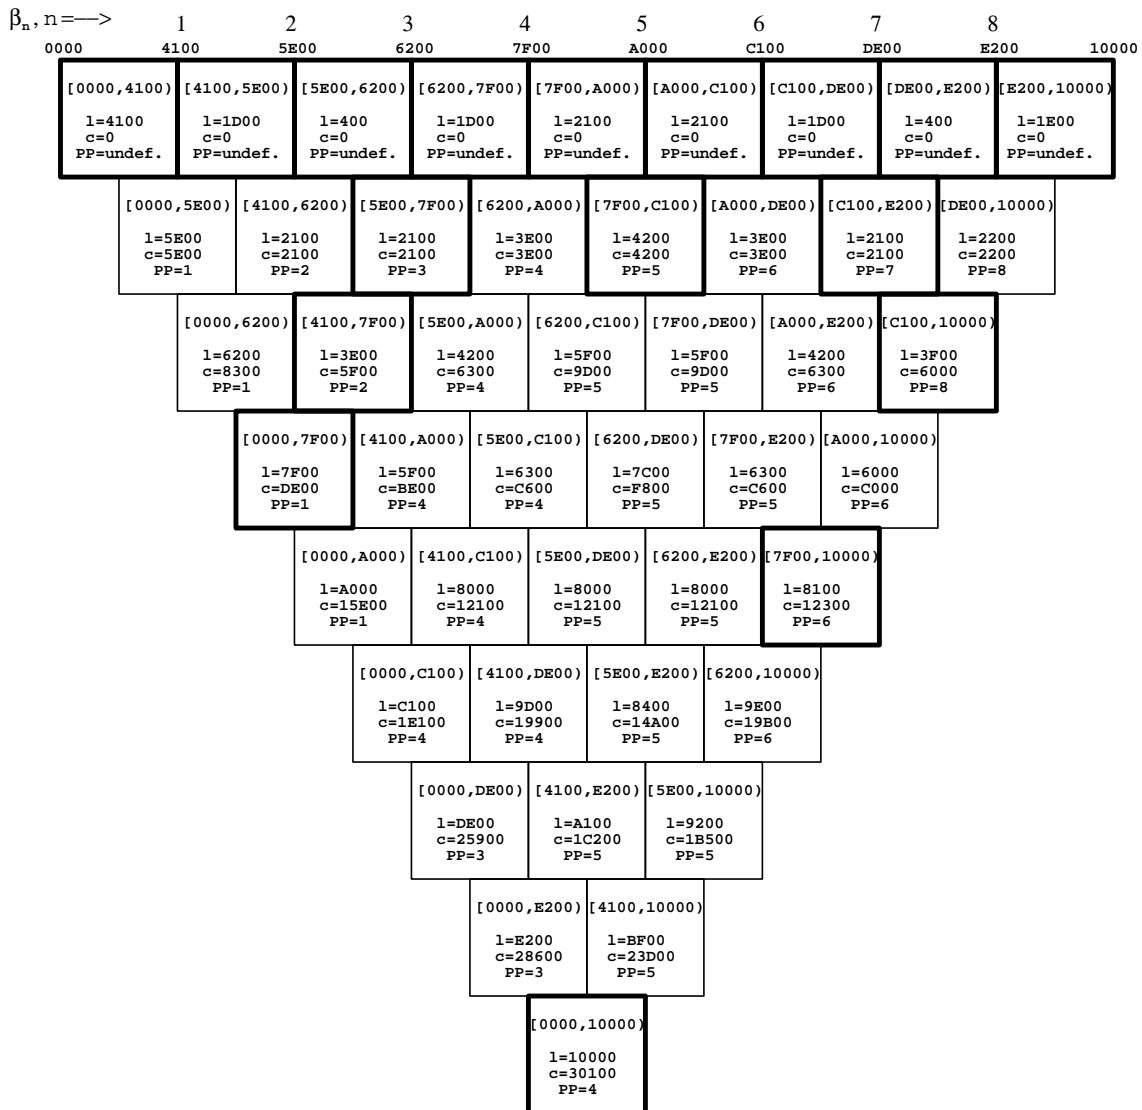 βn, n=--> 1 2 3 4 5 6 7 8
0000 4100 5E00 6200 7F00 A000 C100 DE00 E200 10000
[0000,4100) [4100,5E00) [5E00,6200) [6200,7F00) [7F00,A000) [A000,C100) [C100,DE00) [DE00,E200) [E200,10000)
l=4100 l=1D00 l=400 l=1D00 l=2100 l=2100 l=1D00 l=400 l=1E00
c=0 c=0 c=0 c=0 c=0 c=0 c=0 c=0 c=0
PP=undef. PP=undef. PP=undef. PP=undef. PP=undef. PP=undef. PP=undef. PP=undef. PP=undef.
[0000,5E00) [4100,6200) [5E00,7F00) [6200,A000) [7F00,C100) [A000,DE00) [C100,E200) [DE00,10000)
l=5E00 l=2100 l=2100 l=3E00 l=4200 l=3E00 l=2100 l=2200
c=5E00 c=2100 c=2100 c=3E00 c=4200 c=3E00 c=2100 c=2200
PP=1 PP=2 PP=3 PP=4 PP=5 PP=6 PP=7 PP=8
[0000,6200) [4100,7F00) [5E00,A000) [6200,C100) [7F00,DE00) [A000,E200) [C100,10000)
l=6200 l=3E00 l=4200 l=5F00 l=5F00 l=4200 l=3F00
c=8300 c=5F00 c=6300 c=9D00 c=9D00 c=6300 c=6000
PP=1 PP=2 PP=4 PP=5 PP=5 PP=6 PP=8
[0000,7F00) [4100,A000) [5E00,C100) [6200,DE00) [7F00,E200) [A000,10000)
l=7F00 l=5F00 l=6300 l=7C00 l=6300 l=6000
c=DE00 c=BE00 c=C600 c=F800 c=C600 c=C000
PP=1 PP=4 PP=4 PP=5 PP=5 PP=6
[0000,A000) [4100,C100) [5E00,DE00) [6200,E200) [7F00,10000)
l=A000 l=8000 l=8000 l=8000 l=8100
c=15E00 c=12100 c=12100 c=12100 c=12300
PP=1 PP=4 PP=5 PP=5 PP=6
[0000,C100) [4100,DE00) [5E00,E200) [6200,10000)
l=C100 l=9D00 l=8400 l=9E00
c=1E100 c=19900 c=14A00 c=19B00
PP=4 PP=4 PP=5 PP=6
[0000,DE00) [4100,E200) [5E00,10000)
l=DE00 l=A100 l=9200
c=25900 c=1C200 c=1B500
PP=3 PP=5 PP=5
[0000,E200) [4100,10000)
l=E200 l=BF00
c=28600 c=23D00
PP=3 PP=5
[0000,10000)
l=10000
c=30100
PP=4